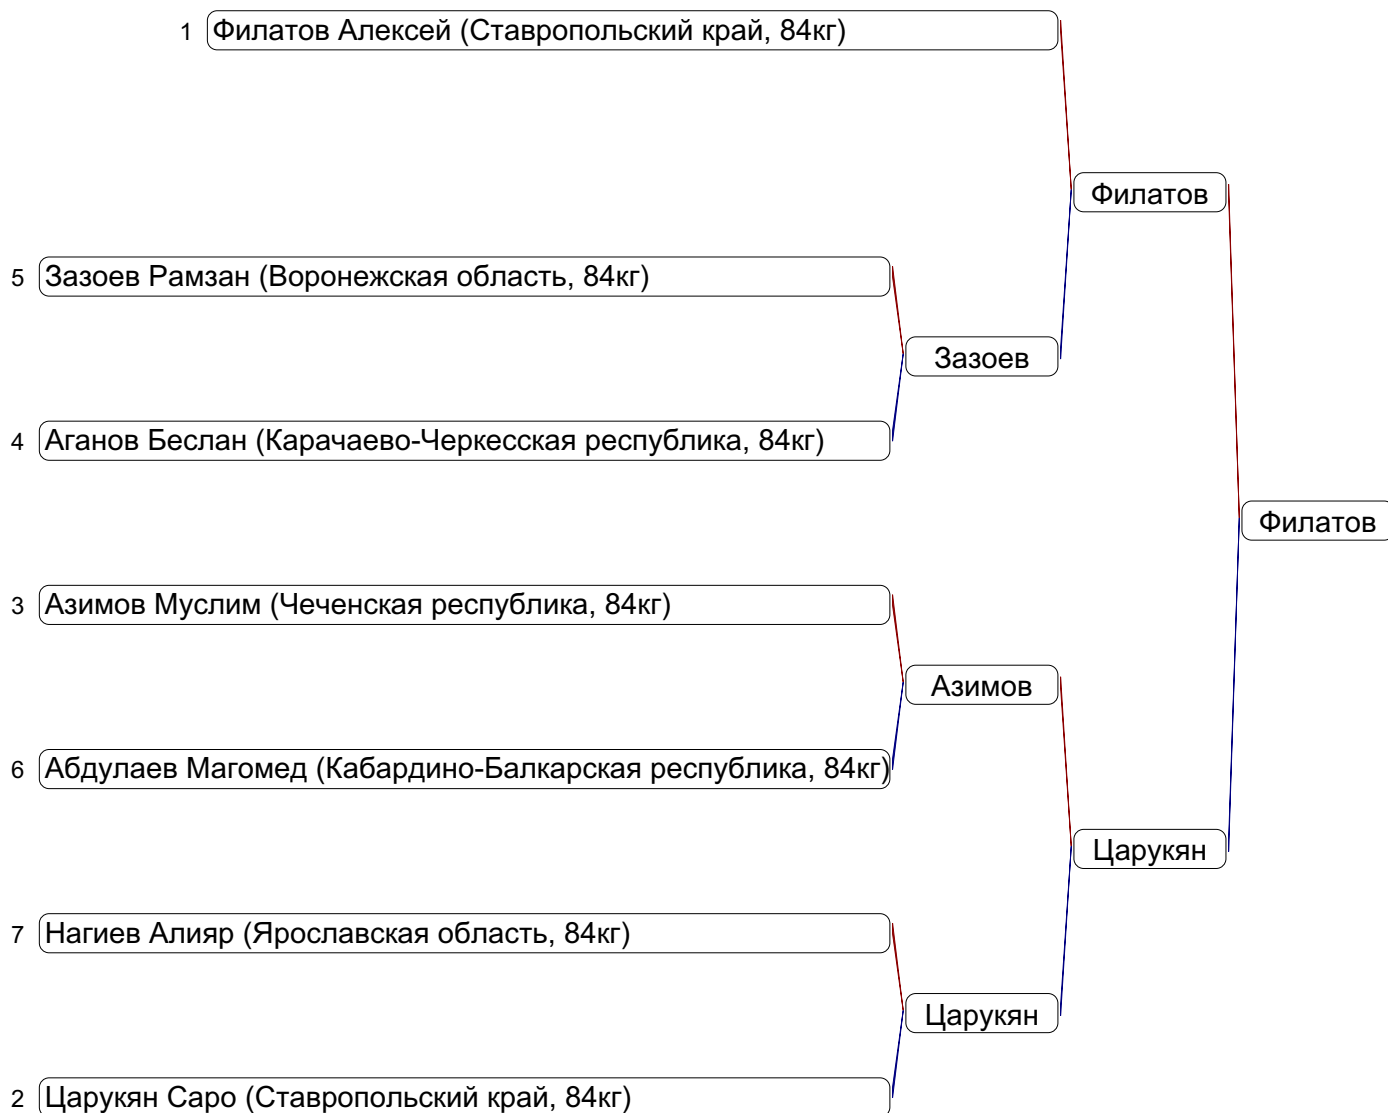 1 Филатов Алексей (Ставропольский край, 84кг)
Филатов
5 Зазоев Рамзан (Воронежская область, 84кг)
Зазоев
4 Аганов Беслан (Карачаево-Черкесская республика, 84кг)
Филатов
3 Азимов Муслим (Чеченская республика, 84кг)
Азимов
6 Абдулаев Магомед (Кабардино-Балкарская республика, 84кг)
Царукян
7 Нагиев Алияр (Ярославская область, 84кг)
Царукян
2 Царукян Саро (Ставропольский край, 84кг)